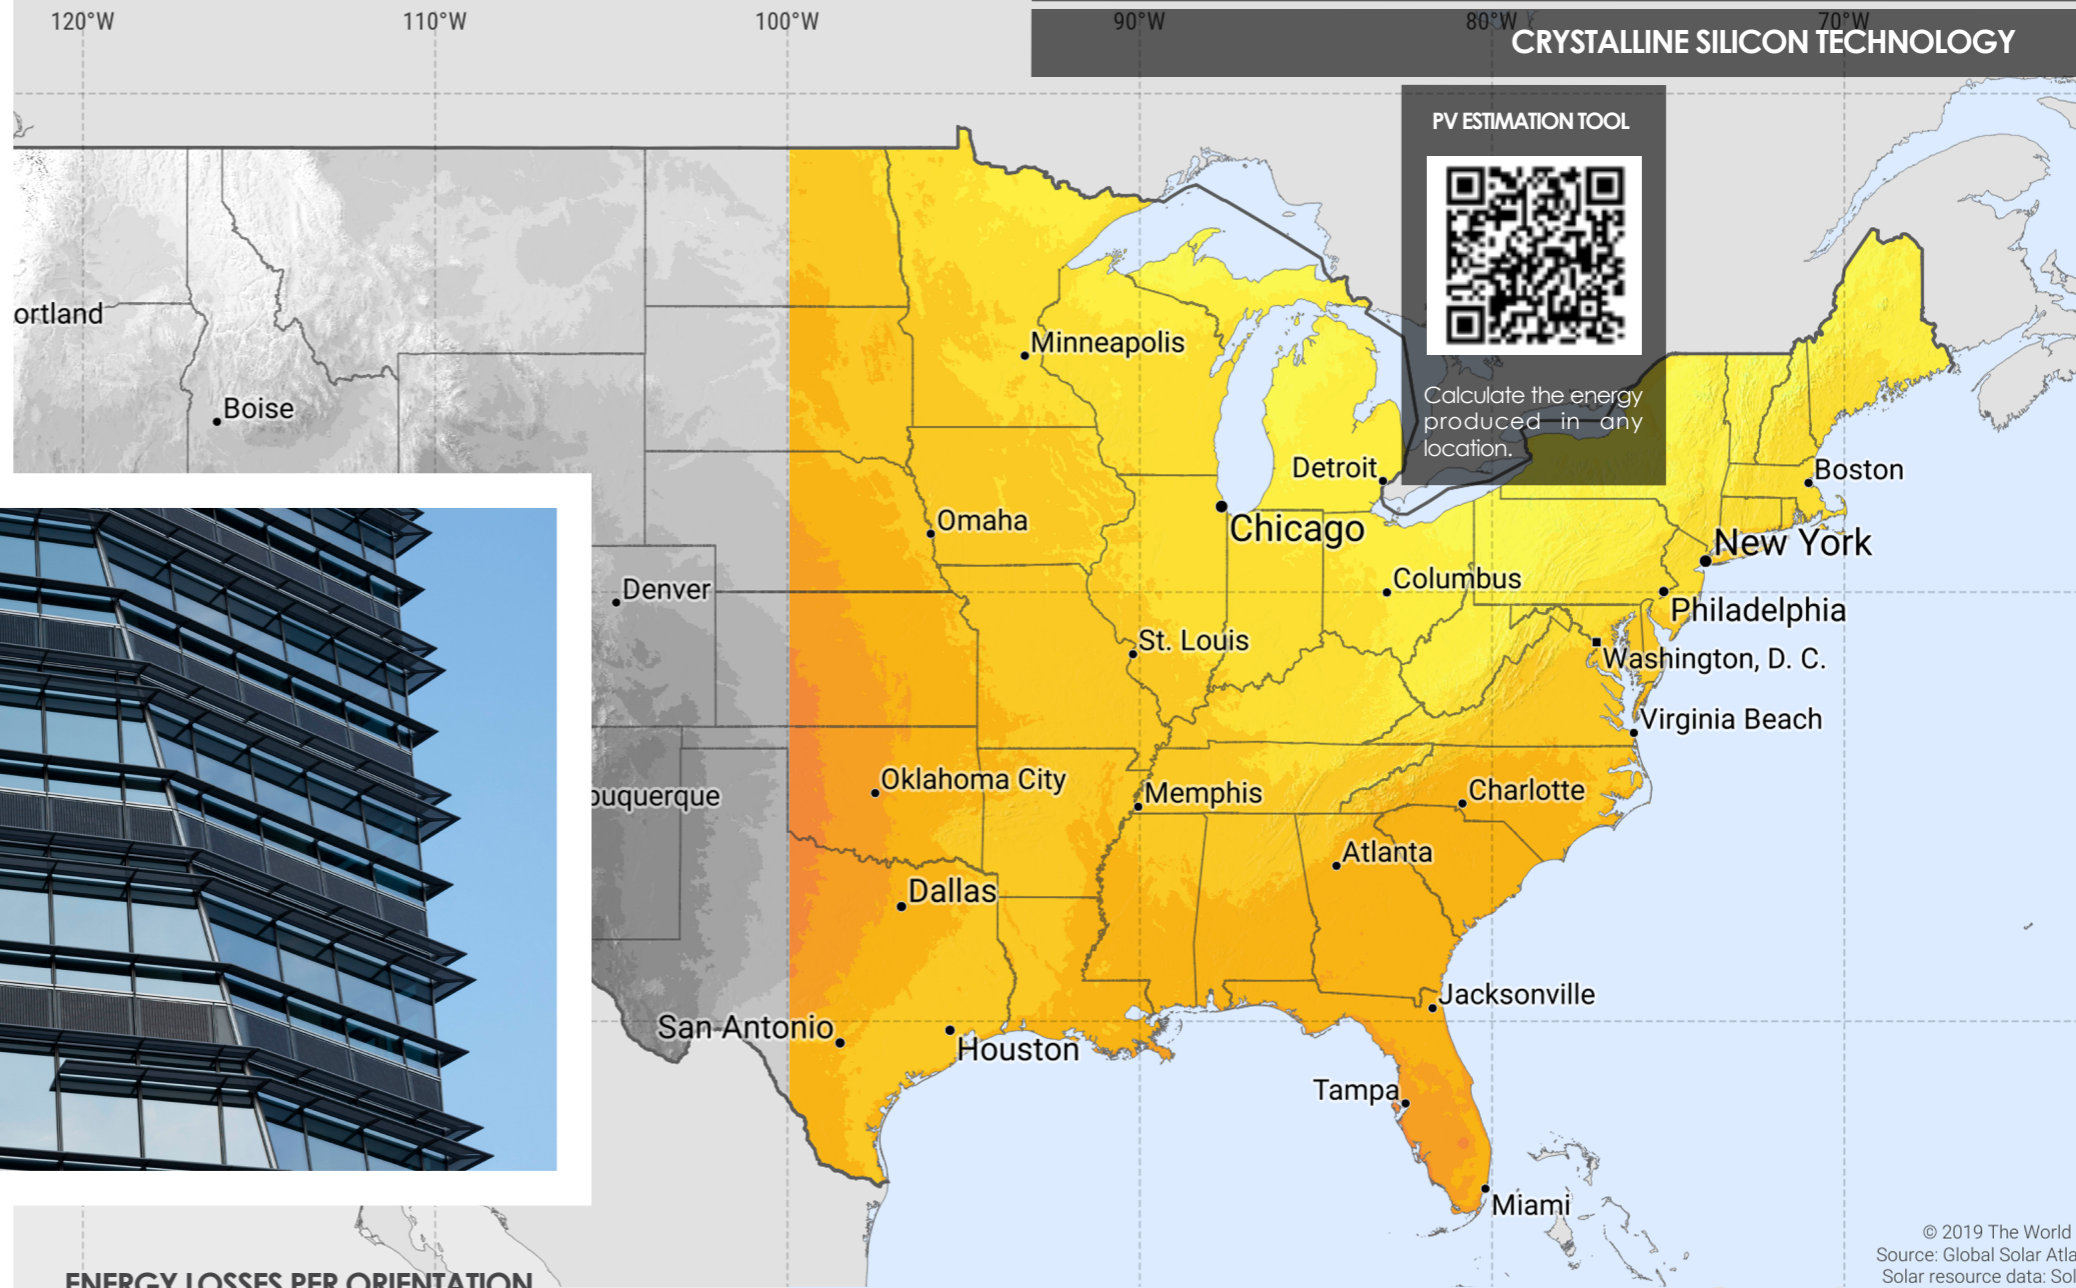 120°W 110°W 100°W 90°W 80°W 70°W
CRYSTALLINE SILICON TECHNOLOGY
PV ESTIMATION TOOL
Calculate the energy
produced in any
location.
ortland
Boise
Minneapolis
Detroit
Boston
Chicago
Omaha
New York
Columbus
Denver
Philadelphia
St. Louis
Washington, D. C.
Virginia Beach
Oklahoma City
Memphis
Charlotte
buquerque
Atlanta
Dallas
Jacksonville
San Antonio
Houston
Tampa
Miami
© 2019 The World
Source: Global Solar Atla
Solar resource data: Sol
ENERGY LOSSES PER ORIENTATION